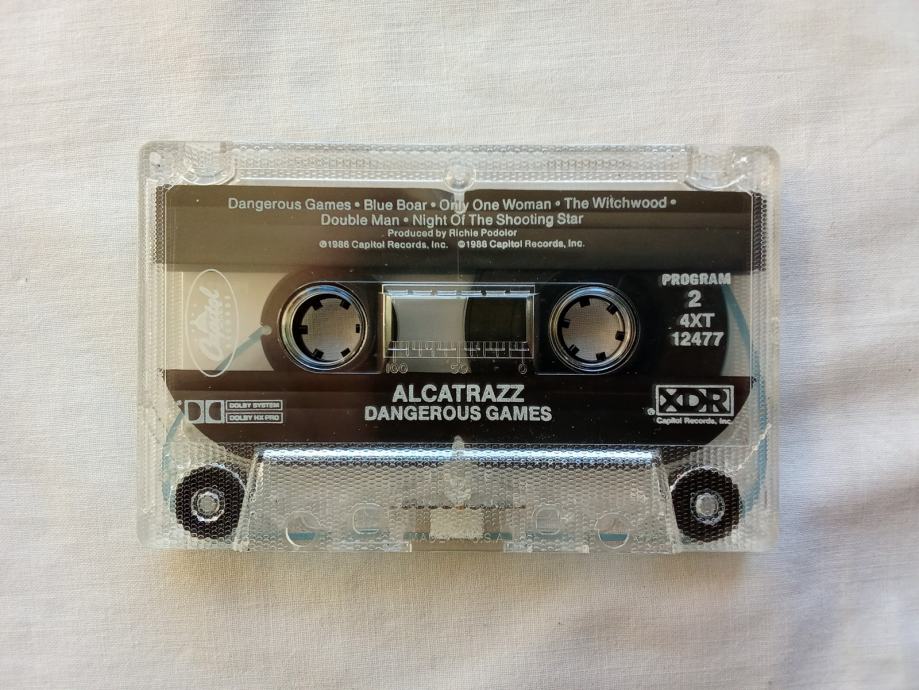 Dangerous Games • Blue Boar • Only One Woman • The Witchwood •
Double Man • Night Of The Shooting Star
Produced by Richie Podolor
℗1986 Capitol Records, Inc. ©1986 Capitol Records, Inc.
Capitol
PROGRAM
2
4XT
12477
100 50 0
ALCATRAZZ
DANGEROUS GAMES
DOLBY SYSTEM
DOLBY HX PRO
XDR
Capitol Records, Inc.